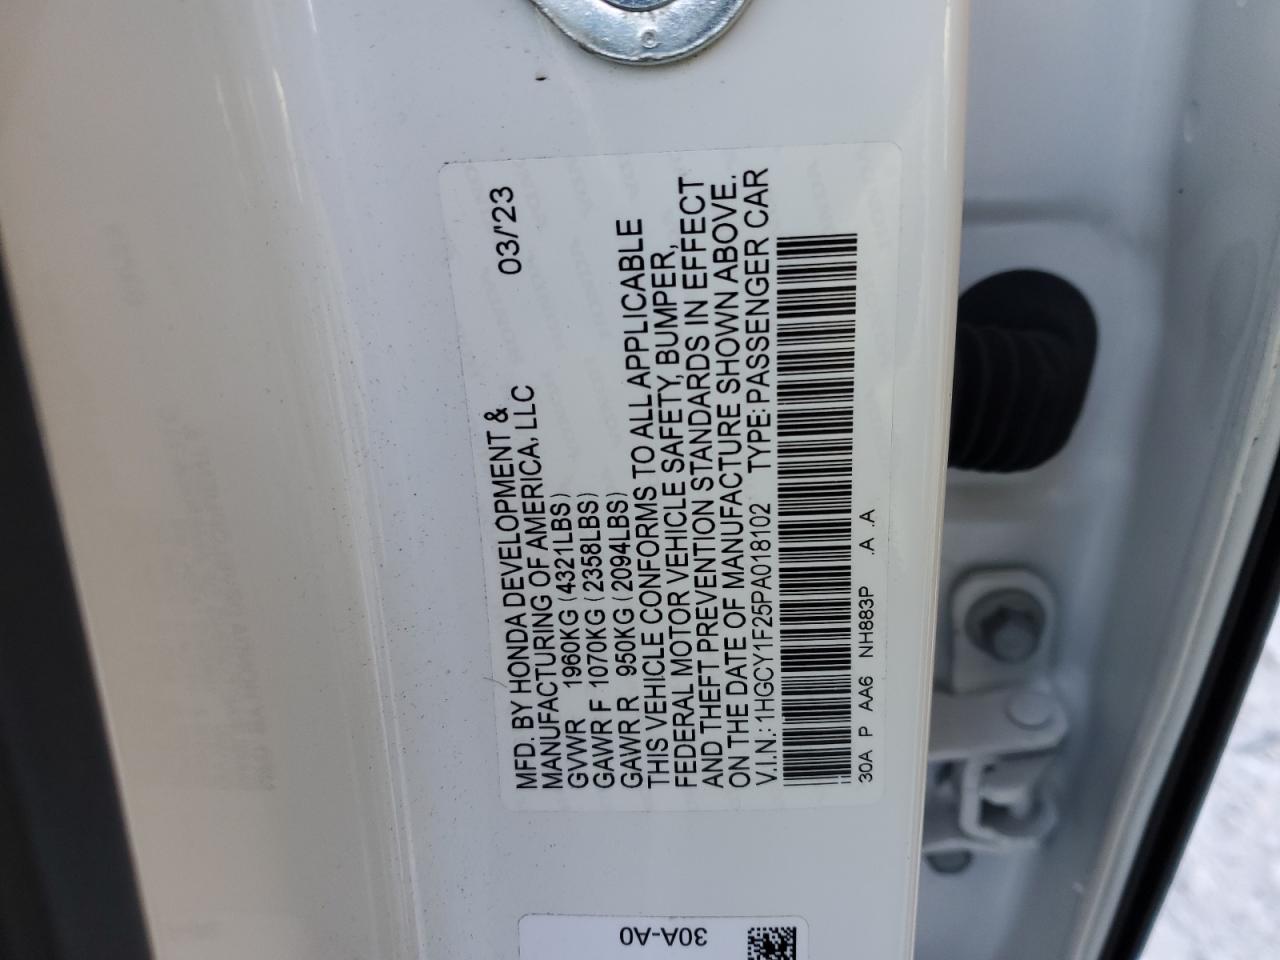 MFD. BY HONDA DEVELOPMENT & 03/'23
MANUFACTURING OF AMERICA, LLC
GVWR 1960KG (4321LBS)
GAWR F 1070KG (2358LBS)
GAWR R 950KG (2094LBS)
THIS VEHICLE CONFORMS TO ALL APPLICABLE
FEDERAL MOTOR VEHICLE SAFETY, BUMPER,
AND THEFT PREVENTION STANDARDS IN EFFECT
ON THE DATE OF MANUFACTURE SHOWN ABOVE.
V.I.N.: 1HGCY1F25PA018102 TYPE: PASSENGER CAR
30A P AA6 NH883P .A .A
30A-A0